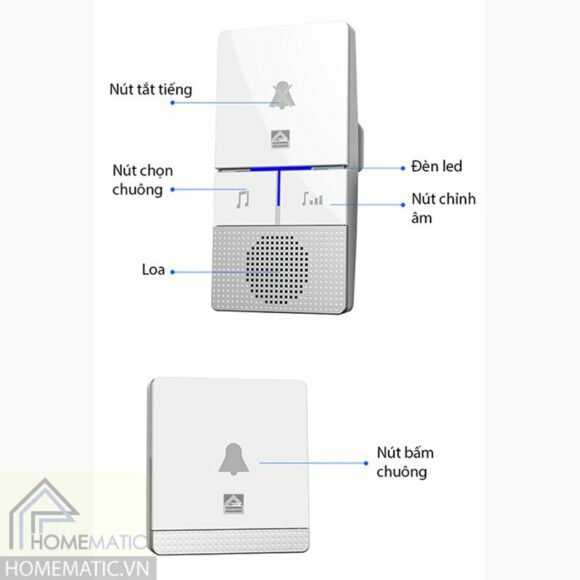 Nút tắt tiếng
Đèn led
Nút chọn
chuông
Nút chỉnh
âm
Loa
Nút bấm
chuông
HOMEMATIC
HOMEMATIC.VN